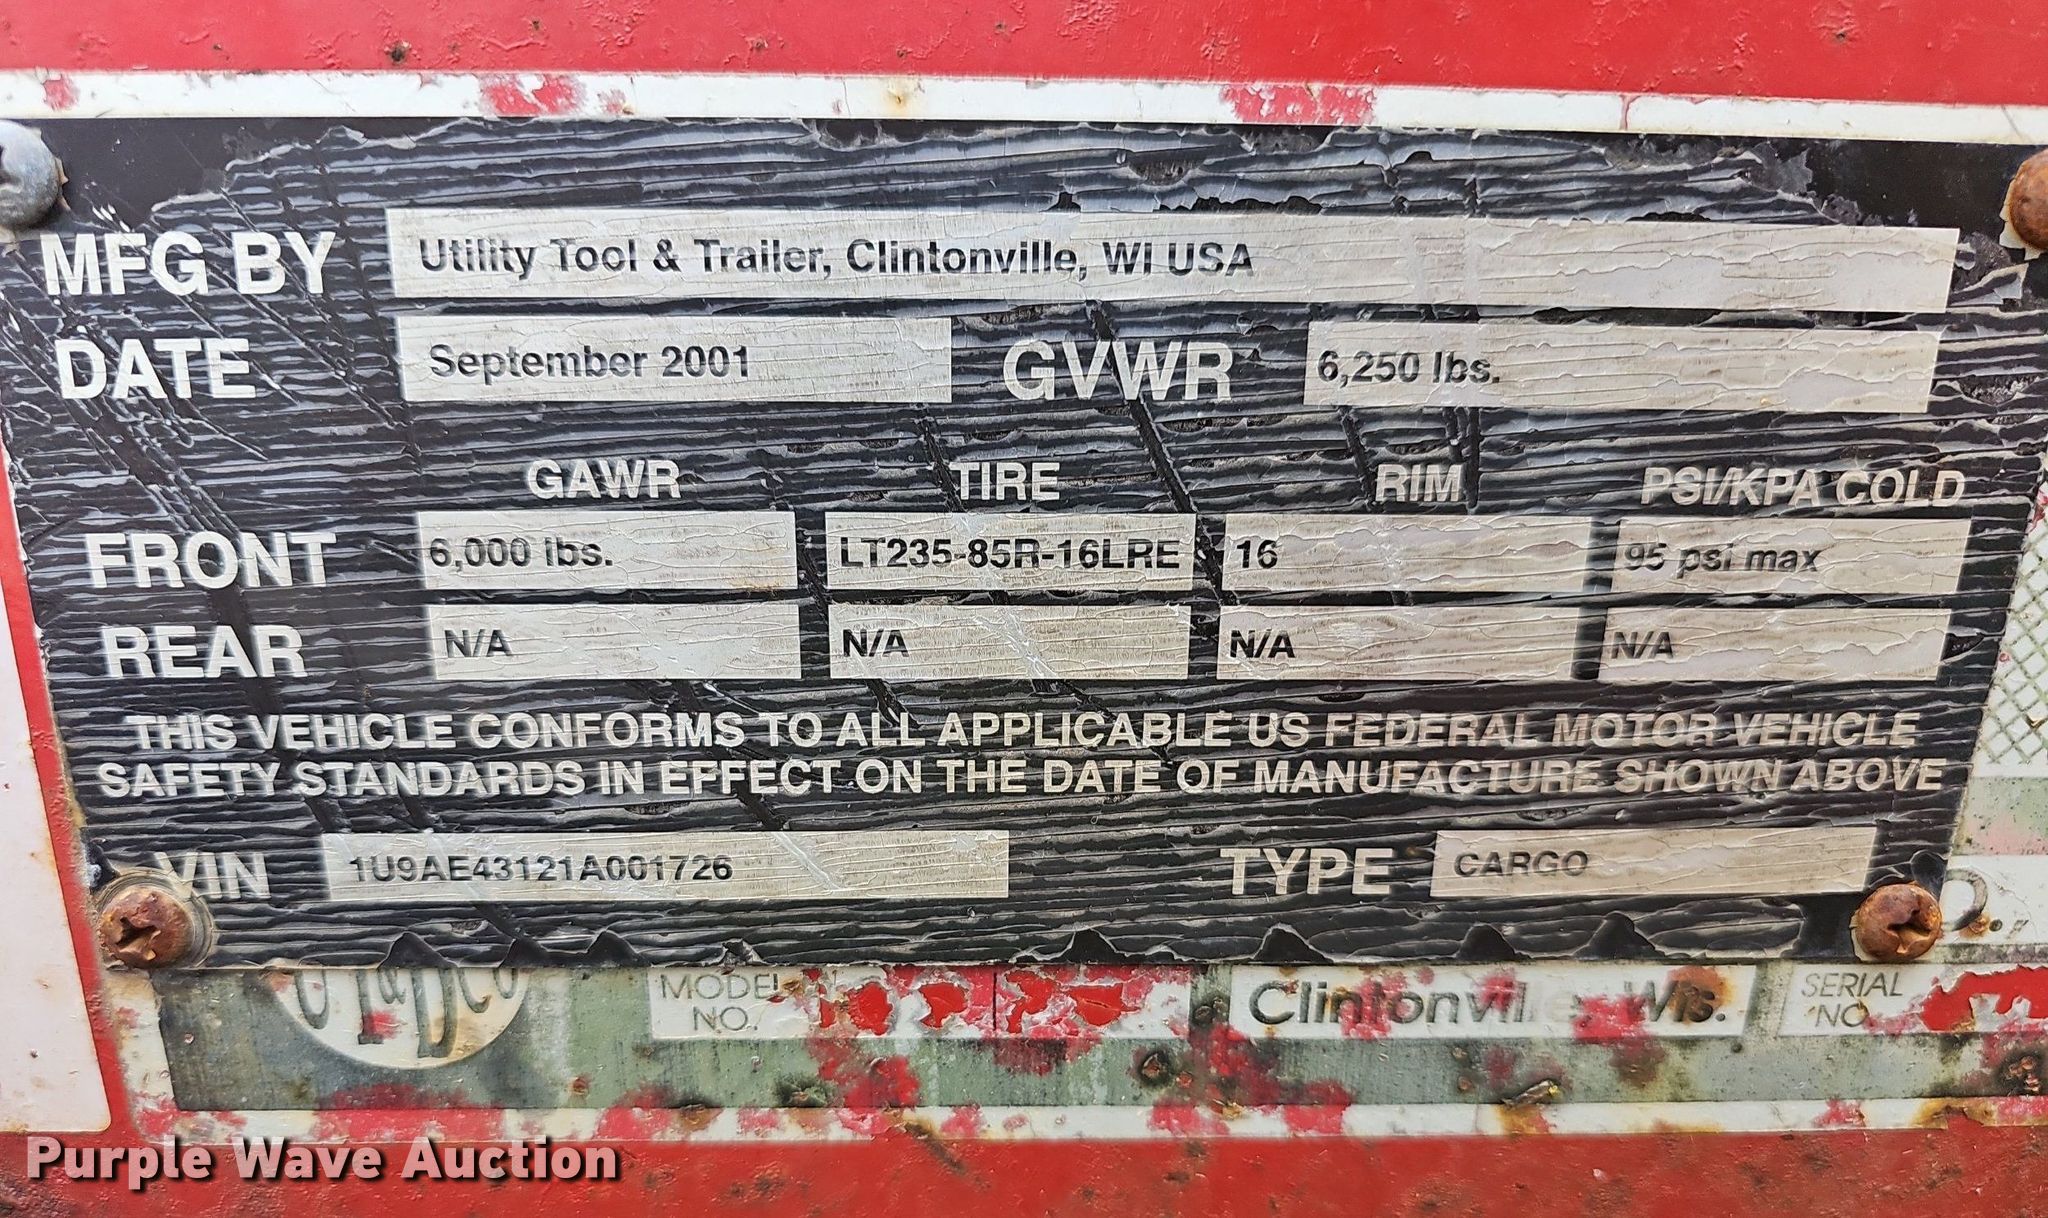 MFG BY Utility Tool & Trailer, Clintonville, WI USA
DATE September 2001 GVWR 6,250 lbs.
GAWR TIRE RIM PSI/KPA COLD
FRONT 6,000 lbs. LT235-85R-16LRE 16 95 psi max
REAR N/A N/A N/A N/A
THIS VEHICLE CONFORMS TO ALL APPLICABLE US FEDERAL MOTOR VEHICLE
SAFETY STANDARDS IN EFFECT ON THE DATE OF MANUFACTURE SHOWN ABOVE
VIN 1U9AE43121A001726 TYPE CARGO
MODEL NO. Clintonville, Wis. SERIAL NO.
Purple Wave Auction